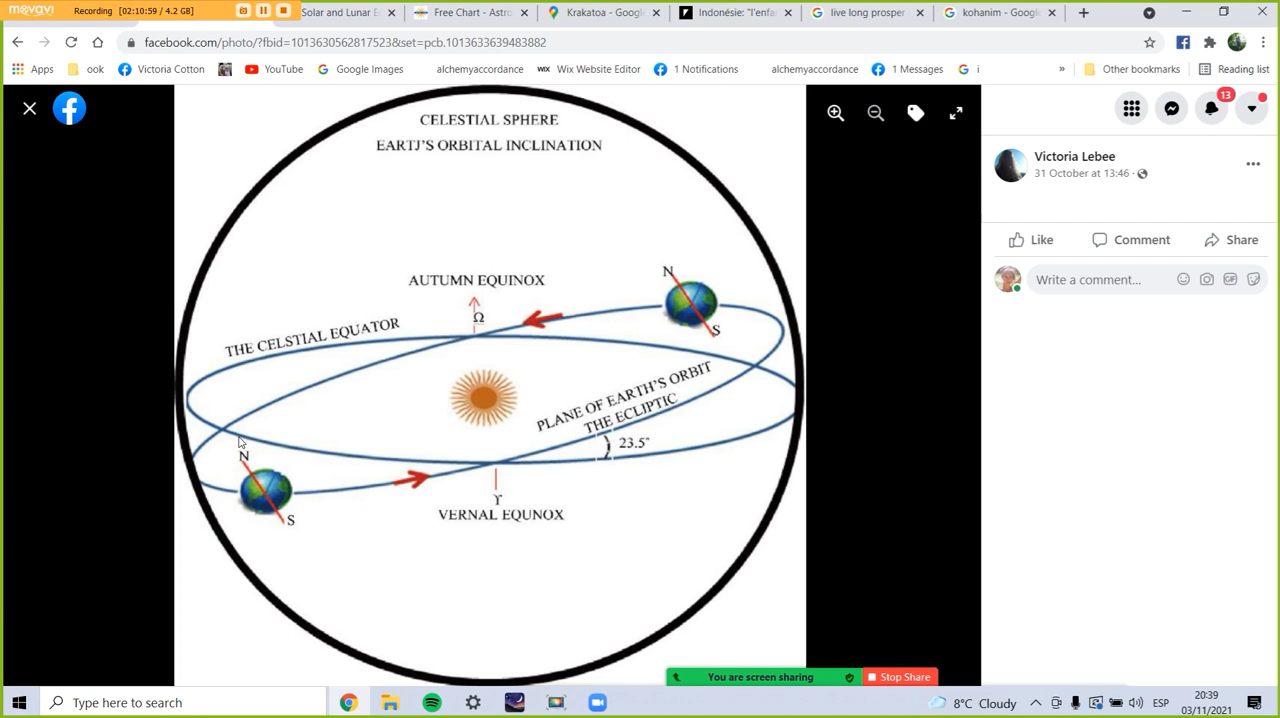 movavi
Recording [02:10:59 / 4.2 GB]
Solar and Lunar E
Free Chart - Astro
Krakatoa - Google
Indonésie: "l'enfa
live long prosper
kohanim - Google
facebook.com/photo/?fbid=1013630562817523&set=pcb.1013633639483882
Apps
ook
Victoria Cotton
YouTube
Google Images
alchemyaccordance
WIX Wix Website Editor
1 Notifications
alchemyaccordance
1 Messages
G i
»
Other bookmarks
Reading list
13
CELESTIAL SPHERE
EARTJ'S ORBITAL INCLINATION
Victoria Lebee
31 October at 13:46
Like
Comment
Share
Write a comment...
GIF
AUTUMN EQUINOX
N
Ω
S
THE CELSTIAL EQUATOR
PLANE OF EARTH'S ORBIT
THE ECLIPTIC
23.5°
N
S
ϒ
VERNAL EQUNOX
You are screen sharing
Stop Share
Type here to search
8°C Cloudy
ESP
20:39
03/11/2021